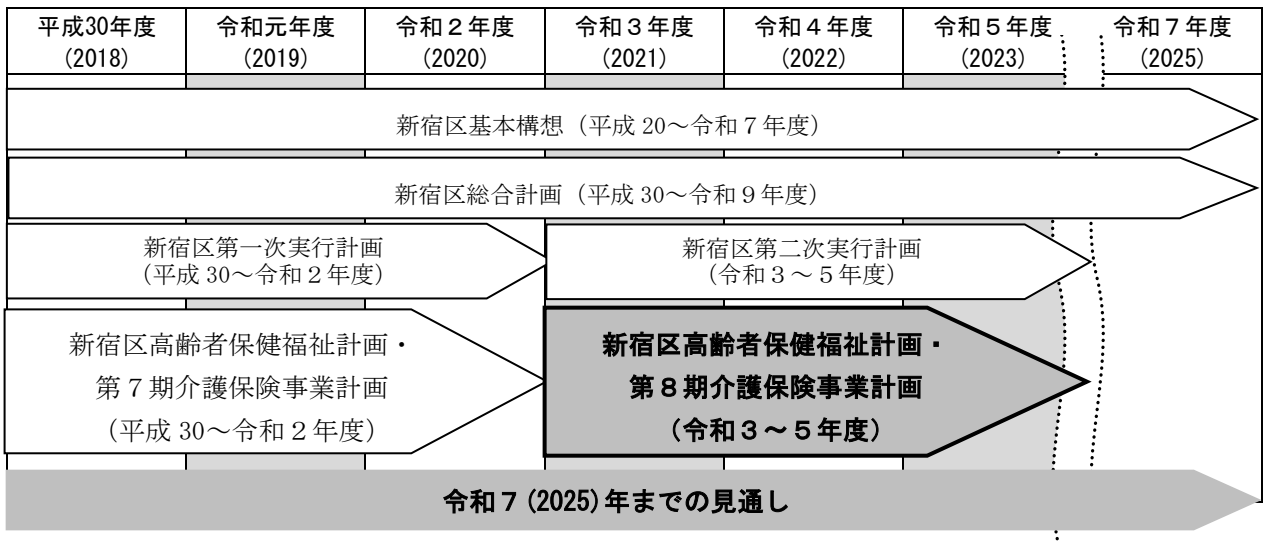 平成30年度
(2018)
令和元年度
(2019)
令和２年度
(2020)
令和３年度
(2021)
令和４年度
(2022)
令和５年度
(2023)
令和７年度
(2025)
新宿区基本構想（平成 20～令和７年度）
新宿区総合計画（平成 30～令和９年度）
新宿区第一次実行計画
（平成 30～令和２年度）
新宿区第二次実行計画
（令和３～５年度）
新宿区高齢者保健福祉計画・
第７期介護保険事業計画
（平成 30～令和２年度）
新宿区高齢者保健福祉計画・
第８期介護保険事業計画
（令和３～５年度）
令和７(2025)年までの見通し